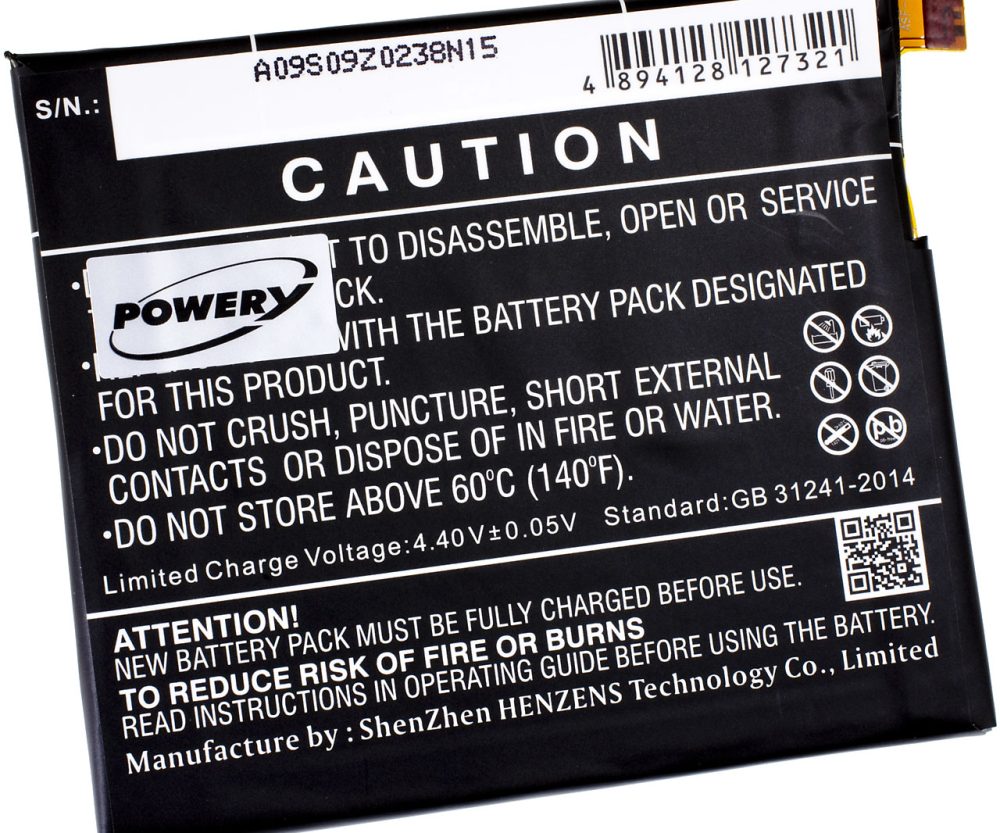 S/N.:
A09S09Z0238N15
4 894128 127321
CAUTION
T TO DISASSEMBLE, OPEN OR SERVICE
CK.
POWERY
WITH THE BATTERY PACK DESIGNATED
FOR THIS PRODUCT.
•DO NOT CRUSH, PUNCTURE, SHORT EXTERNAL
CONTACTS OR DISPOSE OF IN FIRE OR WATER.
•DO NOT STORE ABOVE 60°C (140°F).
Pb
Limited Charge Voltage:4.40V±0.05V Standard:GB 31241-2014
ATTENTION!
NEW BATTERY PACK MUST BE FULLY CHARGED BEFORE USE.
TO REDUCE RISK OF FIRE OR BURNS
READ INSTRUCTIONS IN OPERATING GUIDE BEFORE USING THE BATTERY.
Manufacture by : ShenZhen HENZENS Technology Co., Limited